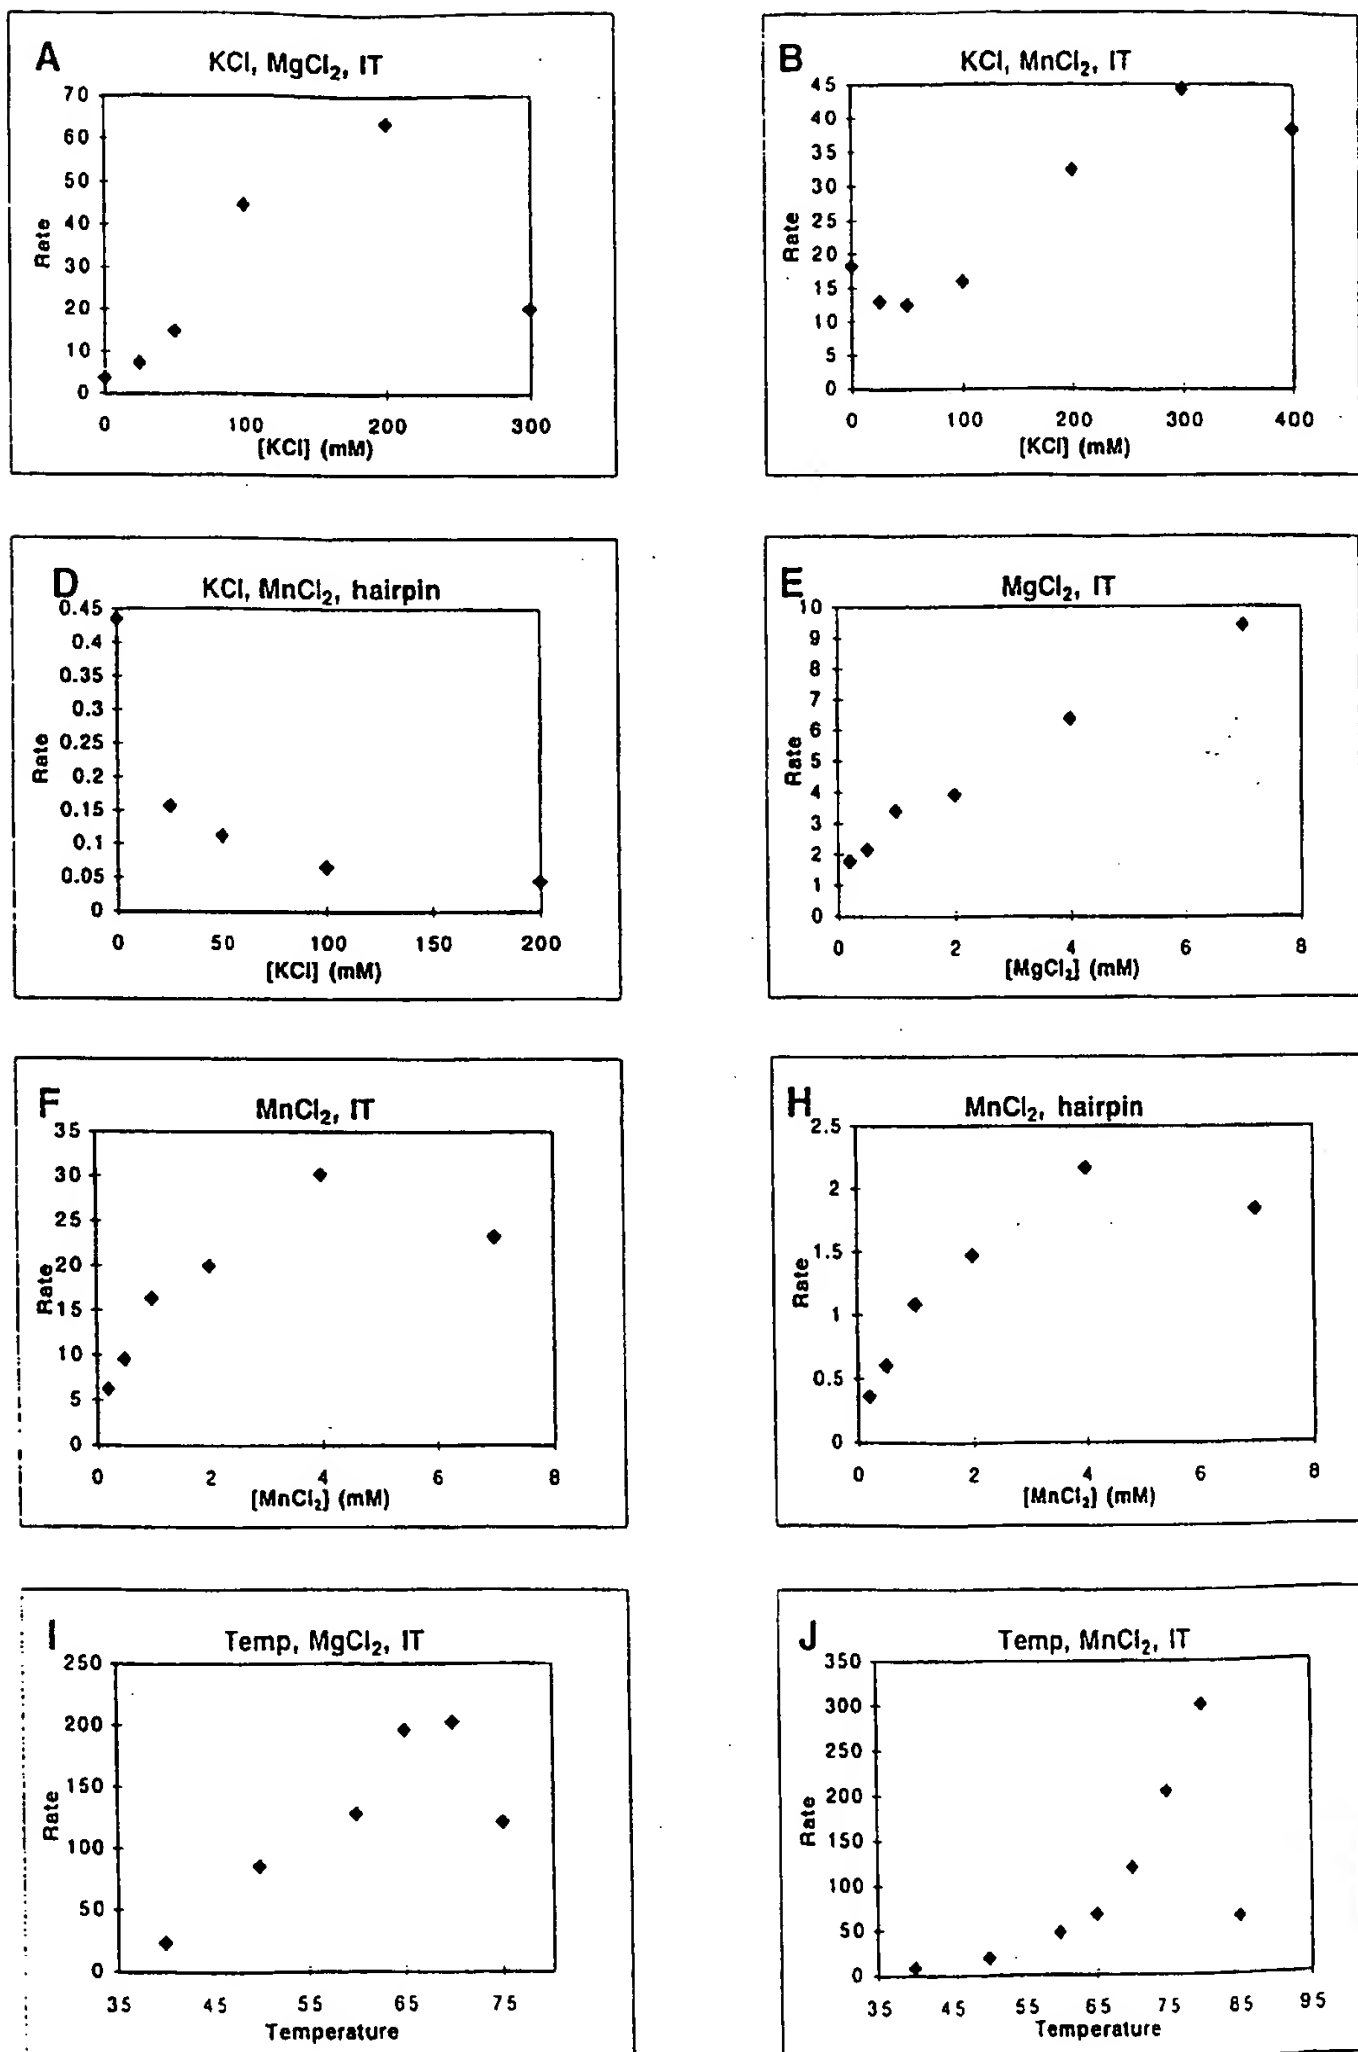 A
KCl, MgCl₂, IT
70
60
50
40
30
20
10
0
Rate
0 100 200 300
[KCl] (mM)
B
KCl, MnCl₂, IT
45
40
35
30
25
20
15
10
5
0
Rate
0 100 200 300 400
[KCl] (mM)
D
KCl, MnCl₂, hairpin
0.45
0.4
0.35
0.3
0.25
0.2
0.15
0.1
0.05
0
Rate
0 50 100 150 200
[KCl] (mM)
E
MgCl₂, IT
10
9
8
7
6
5
4
3
2
1
0
Rate
0 2 4 6 8
[MgCl₂] (mM)
F
MnCl₂, IT
35
30
25
20
15
10
5
0
Rate
0 2 4 6 8
[MnCl₂] (mM)
H
MnCl₂, hairpin
2.5
2
1.5
1
0.5
0
Rate
0 2 4 6 8
[MnCl₂] (mM)
I
Temp, MgCl₂, IT
250
200
150
100
50
0
Rate
35 45 55 65 75
Temperature
J
Temp, MnCl₂, IT
350
300
250
200
150
100
50
0
Rate
35 45 55 65 75 85 95
Temperature